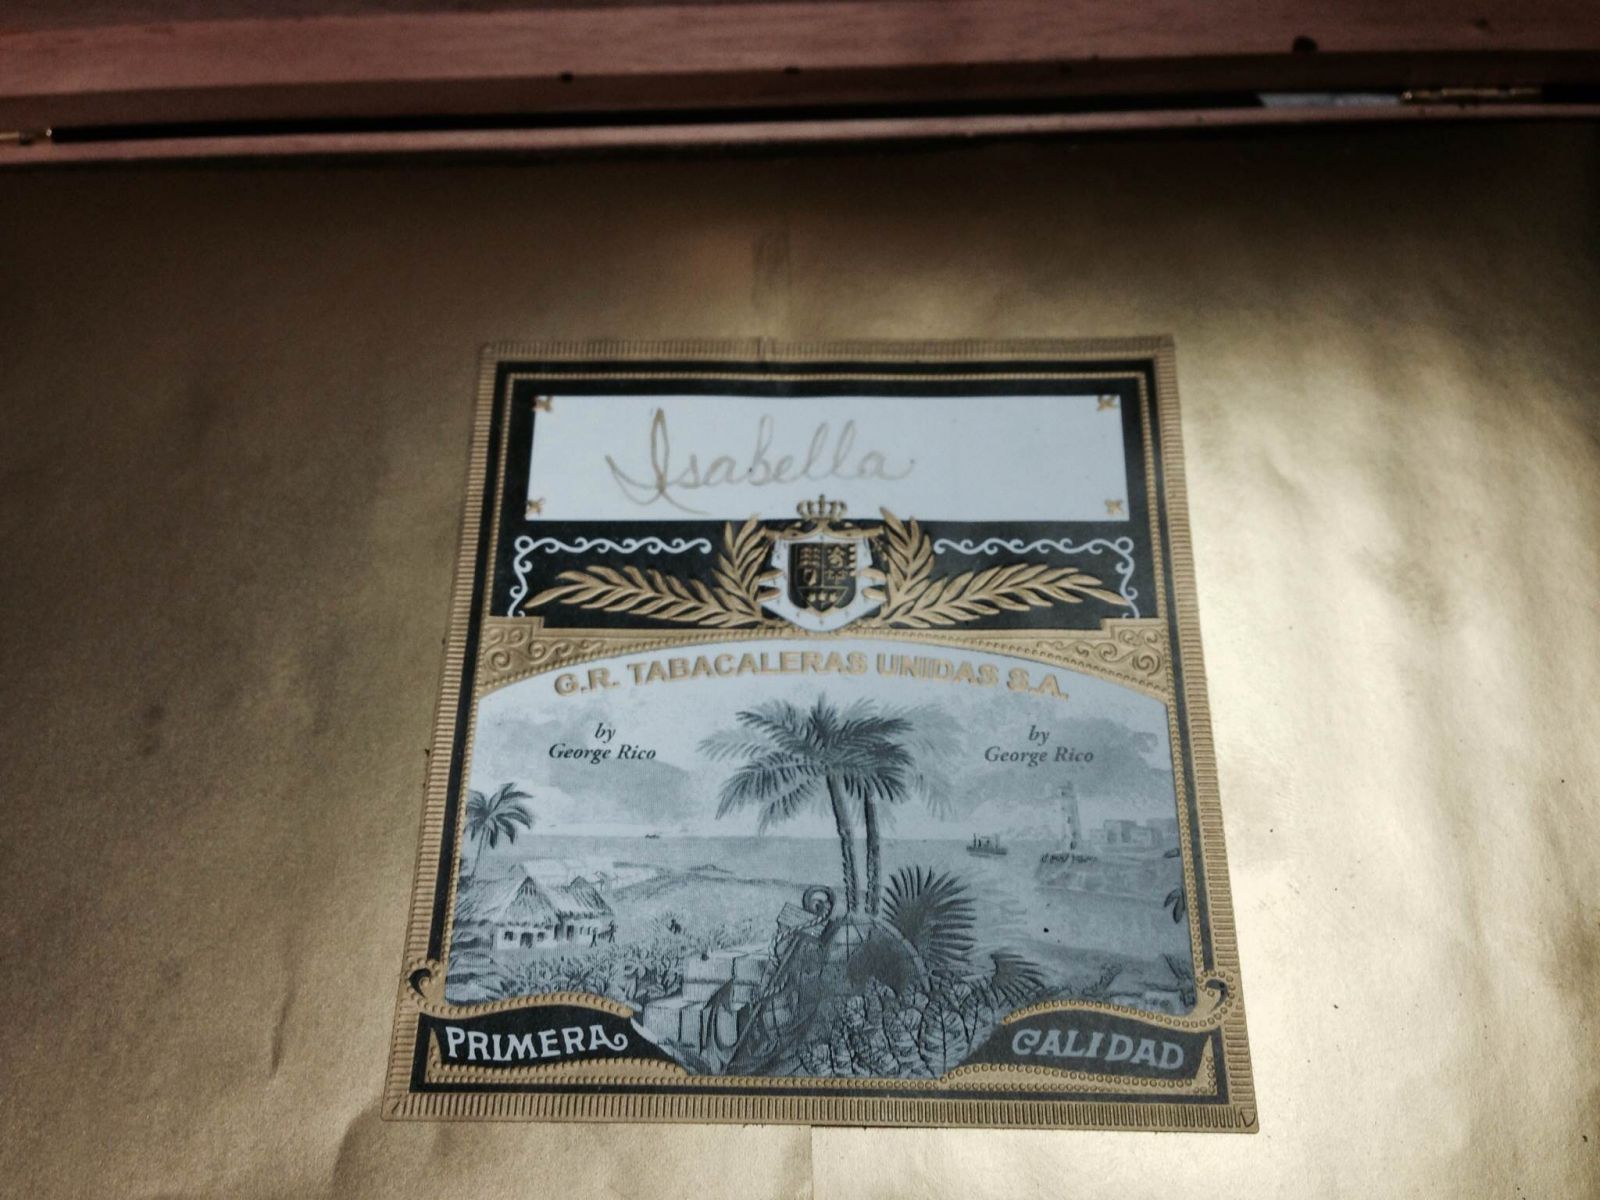 Isabella
G.R. TABACALERAS UNIDAS S.A.
by
George Rico
by
George Rico
PRIMERA
CALIDAD